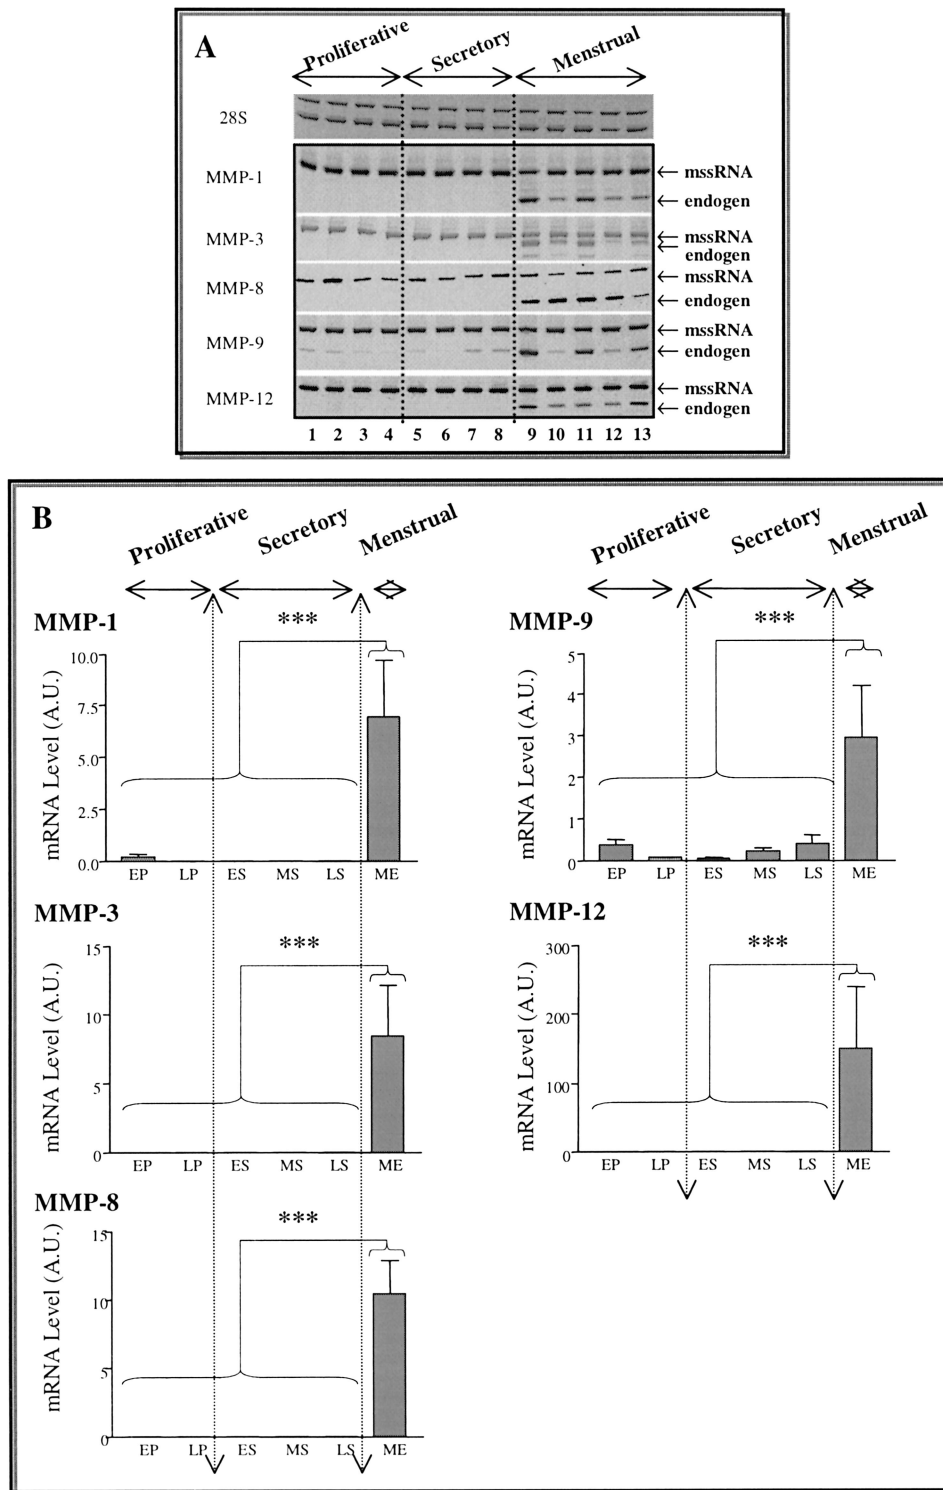 A
Proliferative Secretory Menstrual
28S
MMP-1 ← mssRNA
← endogen
MMP-3 ← mssRNA
← endogen
MMP-8 ← mssRNA
← endogen
MMP-9 ← mssRNA
← endogen
MMP-12 ← mssRNA
← endogen
1 2 3 4 5 6 7 8 9 10 11 12 13
B
Proliferative Secretory Menstrual
MMP-1
***
mRNA Level (A.U.)
10.0
7.5
5.0
2.5
0.0
EP LP ES MS LS ME
MMP-3
***
mRNA Level (A.U.)
15
10
5
0
EP LP ES MS LS ME
MMP-8
***
mRNA Level (A.U.)
15
10
5
0
EP LP ES MS LS ME
Proliferative Secretory Menstrual
MMP-9
***
mRNA Level (A.U.)
5
4
3
2
1
0
EP LP ES MS LS ME
MMP-12
***
mRNA Level (A.U.)
300
200
100
0
EP LP ES MS LS ME